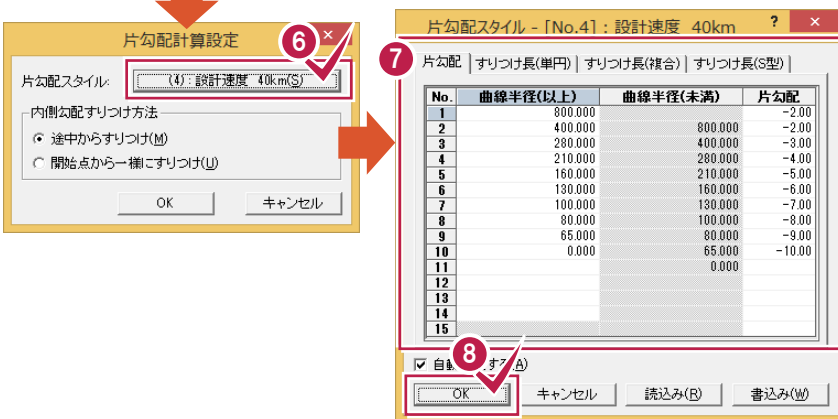 片勾配計算設定
6
×
片勾配スタイル:
(4):設計速度 40km(S)
内側勾配すりつけ方法
途中からすりつけ(M)
開始点から一様にすりつけ(U)
OK
キャンセル
片勾配スタイル - [No.4] : 設計速度 40km
?
×
7
片勾配 すりつけ長(単円) すりつけ長(複合) すりつけ長(S型)
No. 曲線半径(以上) 曲線半径(未満) 片勾配
1 800.000 -2.00
2 400.000 800.000 -2.00
3 280.000 400.000 -3.00
4 210.000 280.000 -4.00
5 160.000 210.000 -5.00
6 130.000 160.000 -6.00
7 100.000 130.000 -7.00
8 80.000 100.000 -8.00
9 65.000 80.000 -9.00
10 0.000 65.000 -10.00
11 0.000
12
13
14
15
8
する(A)
OK
キャンセル
読込み(R)
書込み(W)